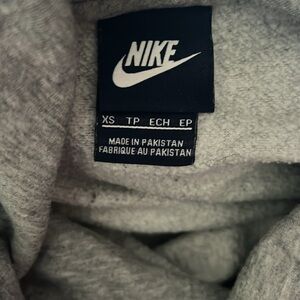 NIKE
XS TP ECH EP
MADE IN PAKISTAN
FABRIQUE AU PAKISTAN